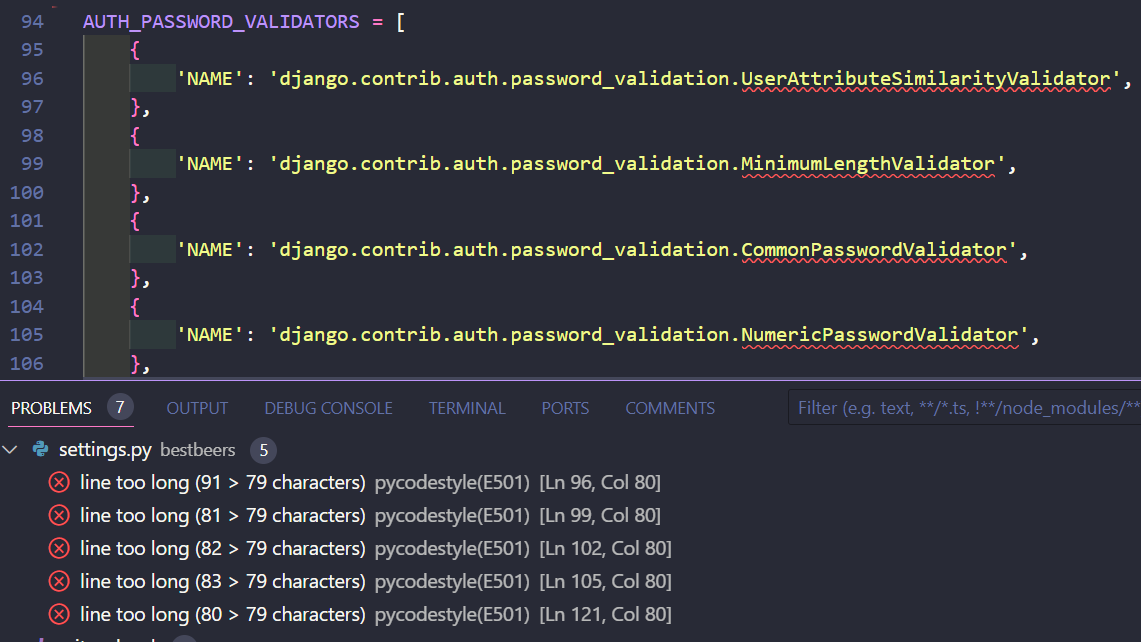 94 AUTH_PASSWORD_VALIDATORS = [
95 {
96 'NAME': 'django.contrib.auth.password_validation.UserAttributeSimilarityValidator',
97 },
98 {
99 'NAME': 'django.contrib.auth.password_validation.MinimumLengthValidator',
100 },
101 {
102 'NAME': 'django.contrib.auth.password_validation.CommonPasswordValidator',
103 },
104 {
105 'NAME': 'django.contrib.auth.password_validation.NumericPasswordValidator',
106 },
PROBLEMS 7 OUTPUT DEBUG CONSOLE TERMINAL PORTS COMMENTS Filter (e.g. text, **/*.ts, !**/node_modules/**
settings.py bestbeers 5
line too long (91 > 79 characters) pycodestyle(E501) [Ln 96, Col 80]
line too long (81 > 79 characters) pycodestyle(E501) [Ln 99, Col 80]
line too long (82 > 79 characters) pycodestyle(E501) [Ln 102, Col 80]
line too long (83 > 79 characters) pycodestyle(E501) [Ln 105, Col 80]
line too long (80 > 79 characters) pycodestyle(E501) [Ln 121, Col 80]